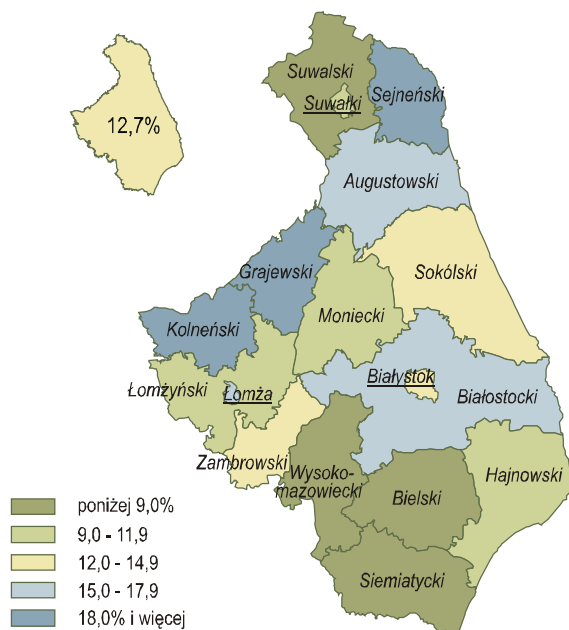 Suwalski
Suwałki
Sejneński
12,7%
Augustowski
Grajewski
Sokólski
Moniecki
Kolneński
Łomżyński
Łomża
Białystok
Białostocki
Zambrowski
Wysoko-
mazowiecki
Hajnowski
Bielski
Siemiatycki
poniżej 9,0%
9,0 - 11,9
12,0 - 14,9
15,0 - 17,9
18,0% i więcej